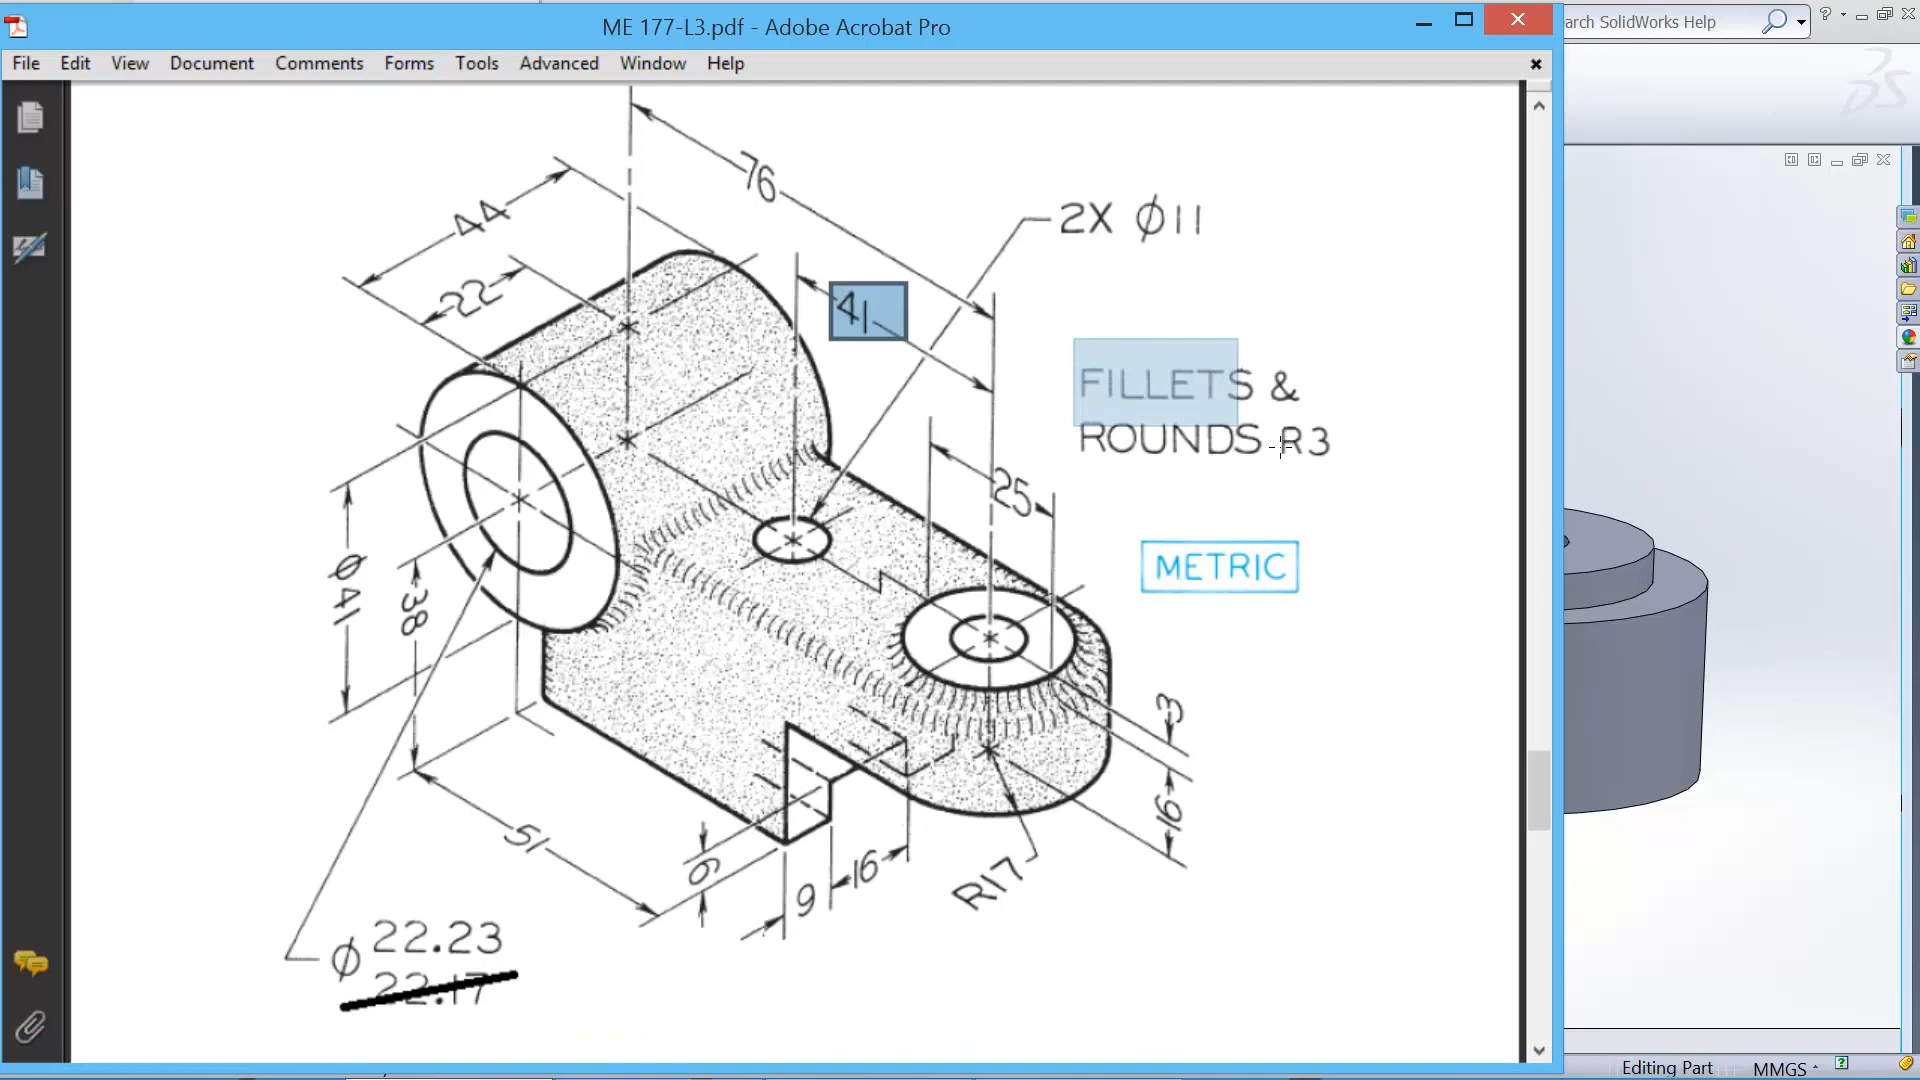 ME 177-L3.pdf - Adobe Acrobat Pro
arch SolidWorks Help
File Edit View Document Comments Forms Tools Advanced Window Help
76
44
2X Ø11
22
41
FILLETS &
ROUNDS R3
25
METRIC
Ø41
38
3
16
51
6
9
16
R17
Ø 22.23
22.17
Editing Part
MMGS